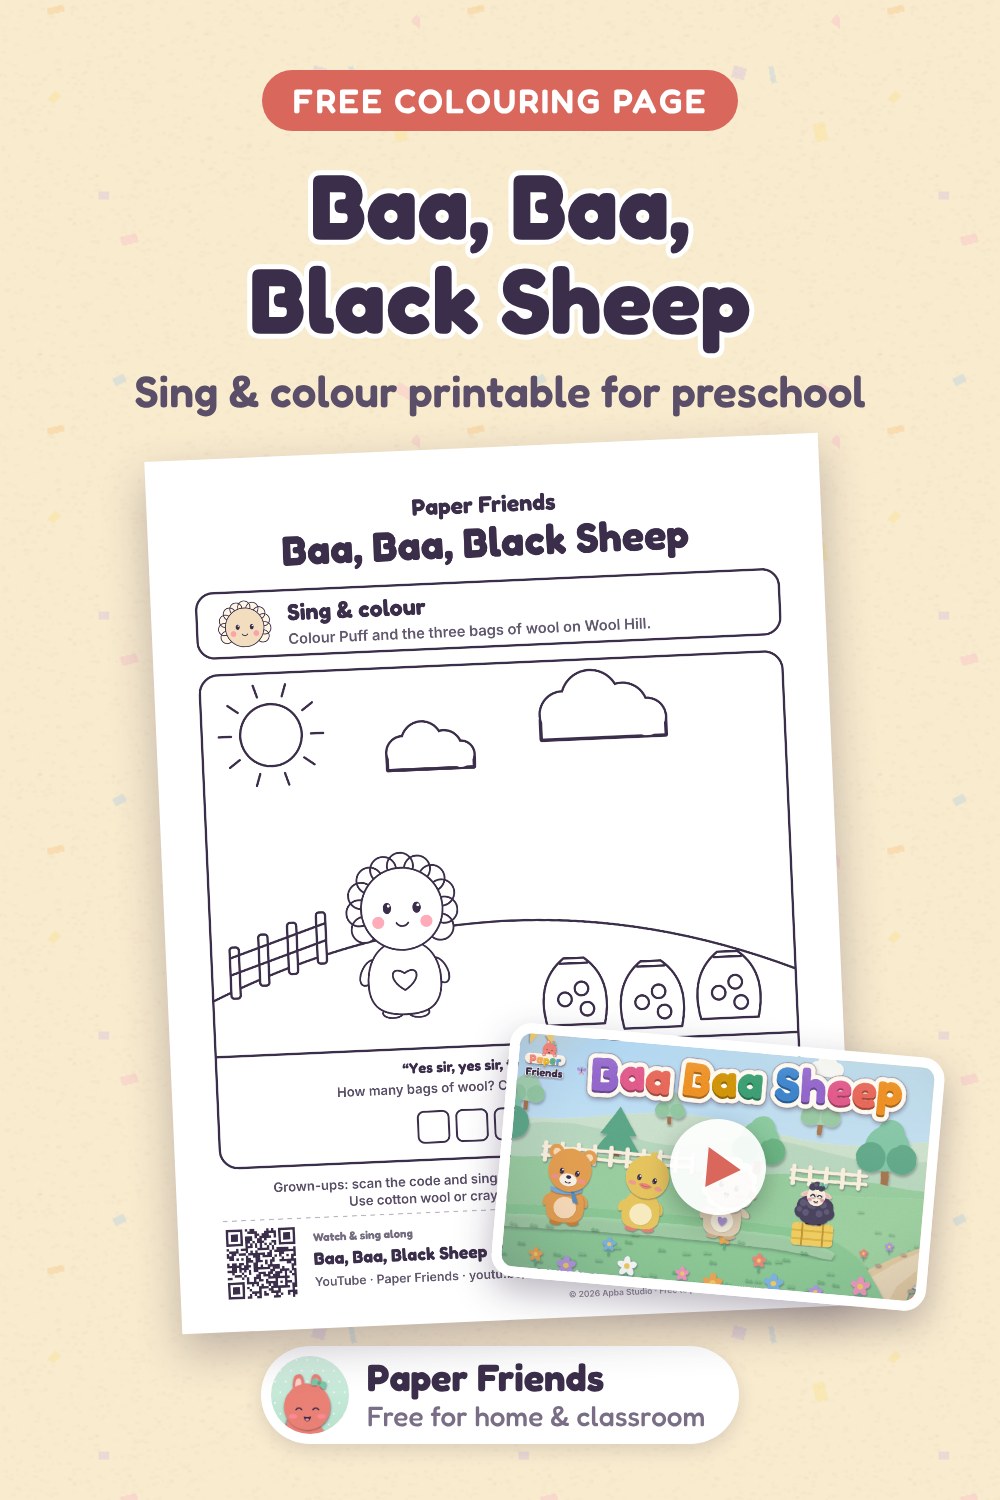 FREE COLOURING PAGE
Baa, Baa,
Black Sheep
Sing & colour printable for preschool
Paper Friends
Baa, Baa, Black Sheep
Sing & colour
Colour Puff and the three bags of wool on Wool Hill.
“Yes sir, yes sir,
How many bags of wool?
Grown-ups: scan the code and sing
Use cotton wool or
Watch & sing along
Baa, Baa, Black Sheep
YouTube · Paper Friends ·
© 2026 Apba Studio ·
Paper
Friends
Baa Baa Sheep
Paper Friends
Free for home & classroom